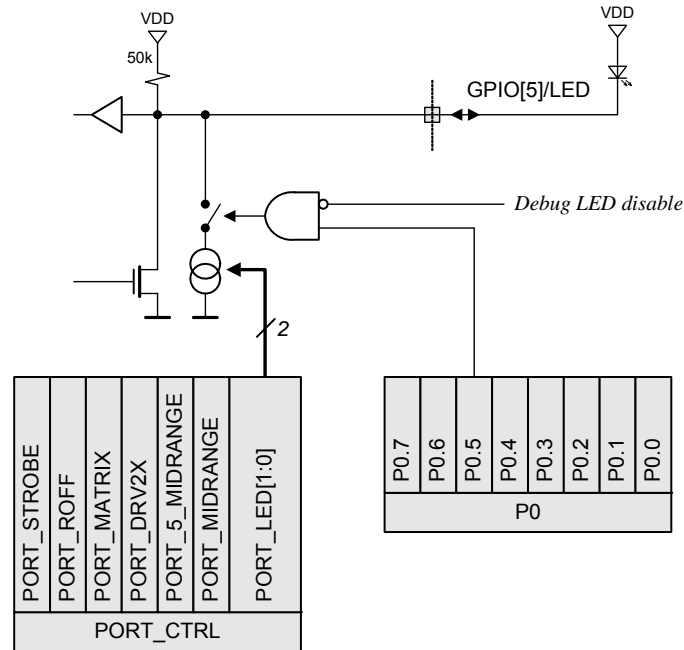 VDD
VDD
50k
GPIO[5]/LED
Debug LED disable
2
PORT_STROBE
PORT_ROFF
PORT_MATRIX
PORT_DRV2X
PORT_5_MIDRANGE
PORT_MIDRANGE
PORT_LED[1:0]
PORT_CTRL
P0.7
P0.6
P0.5
P0.4
P0.3
P0.2
P0.1
P0.0
P0